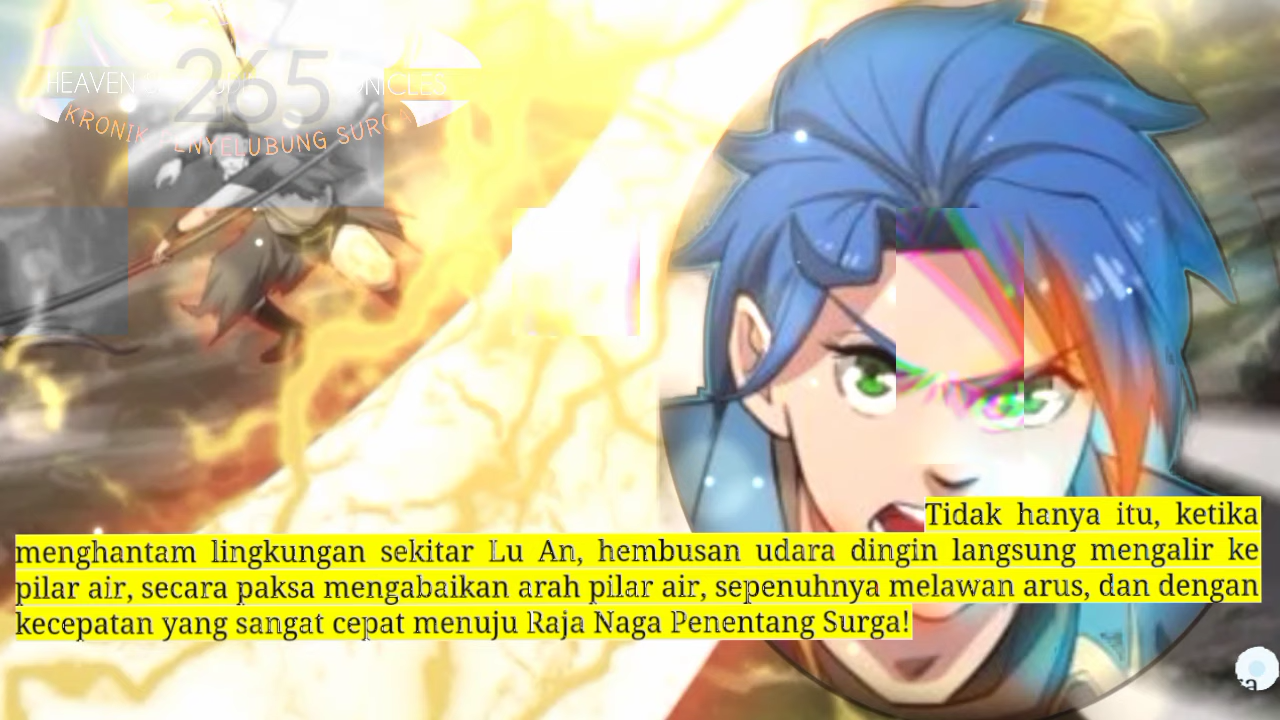 265
HEAVEN
KRONIK PENYELUBUNG SURGA
Tidak hanya itu, ketika
menghantam lingkungan sekitar Lu An, hembusan udara dingin langsung mengalir ke
pilar air, secara paksa mengabaikan arah pilar air, sepenuhnya melawan arus, dan dengan
kecepatan yang sangat cepat menuju Raja Naga Penentang Surga!